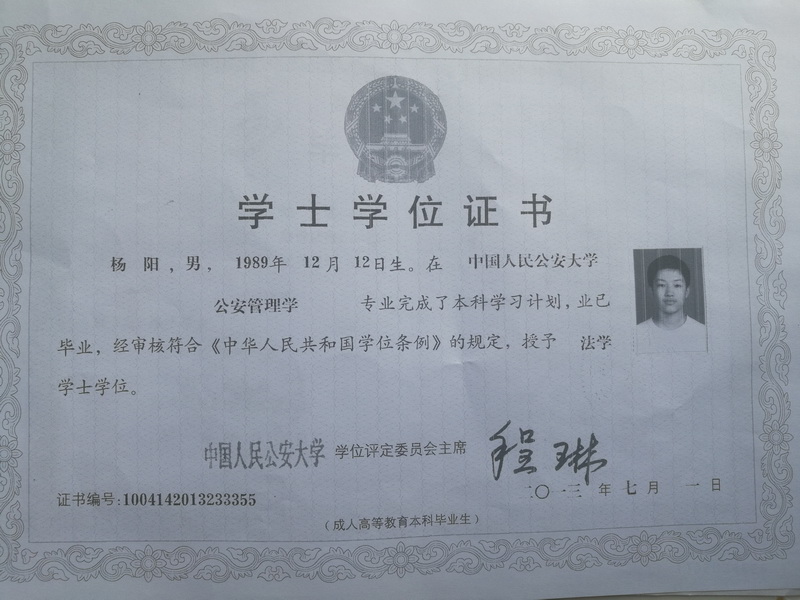 学士学位证书
杨 阳，男，1989年 12月 12日生。在 中国人民公安大学
公安管理学 专业完成了本科学习计划，业已
毕业，经审核符合《中华人民共和国学位条例》的规定，授予 法学
学士学位。
中国人民公安大学 学位评定委员会主席 程琳
证书编号:1004142013233355
二〇一三 年 七 月 一 日
（成人高等教育本科毕业生）